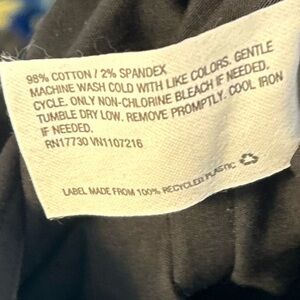 98% COTTON / 2% SPANDEX
MACHINE WASH COLD WITH LIKE COLORS. GENTLE
CYCLE. ONLY NON-CHLORINE BLEACH IF NEEDED.
TUMBLE DRY LOW. REMOVE PROMPTLY. COOL IRON
IF NEEDED.
RN17730 VN1107216
LABEL MADE FROM 100% RECYCLED PLASTIC